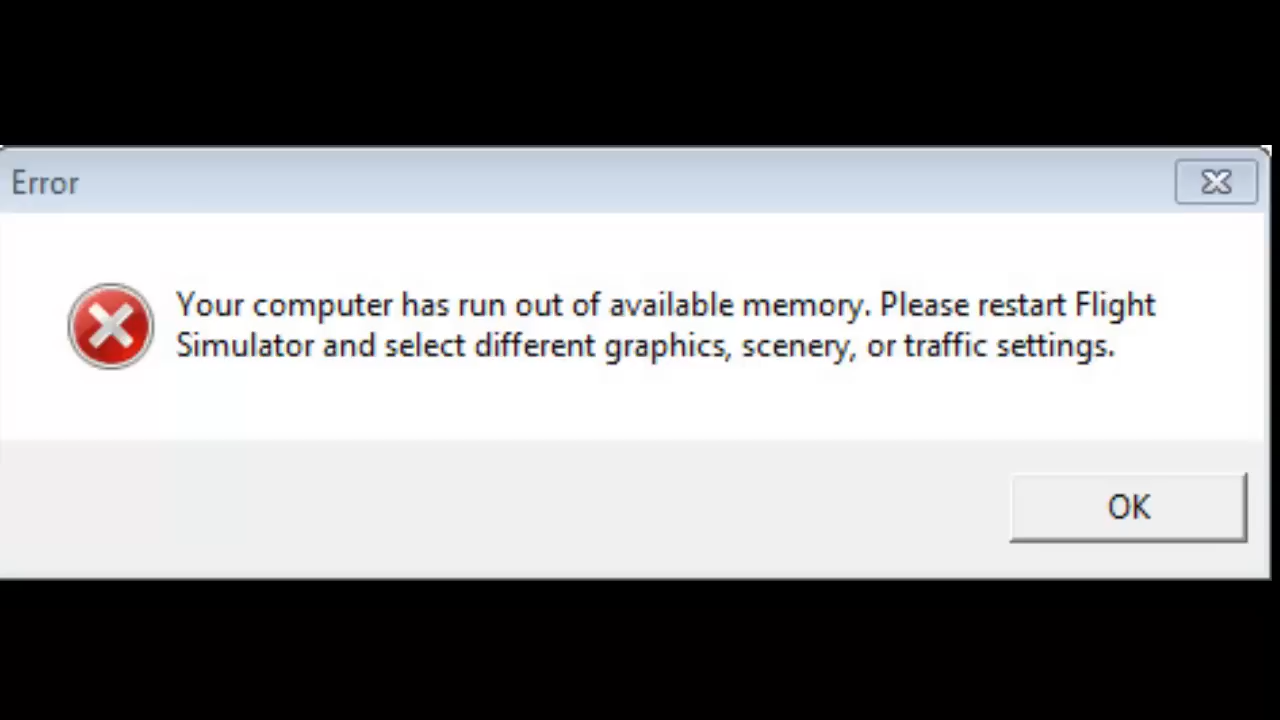 Error
Your computer has run out of available memory. Please restart Flight
Simulator and select different graphics, scenery, or traffic settings.
OK